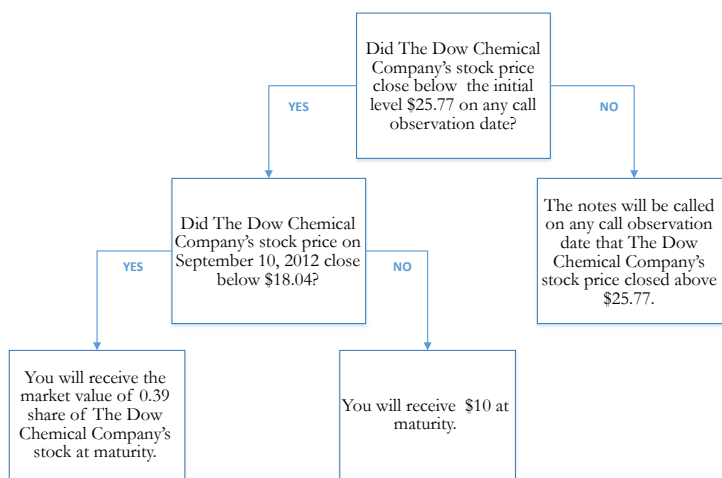 Did The Dow Chemical
Company's stock price
close below the initial
level $25.77 on any call
observation date?
YES
NO
Did The Dow Chemical
Company's stock price on
September 10, 2012 close
below $18.04?
The notes will be called
on any call observation
date that The Dow
Chemical Company's
stock price closed above
$25.77.
YES
NO
You will receive the
market value of 0.39
share of The Dow
Chemical Company's
stock at maturity.
You will receive $10 at
maturity.